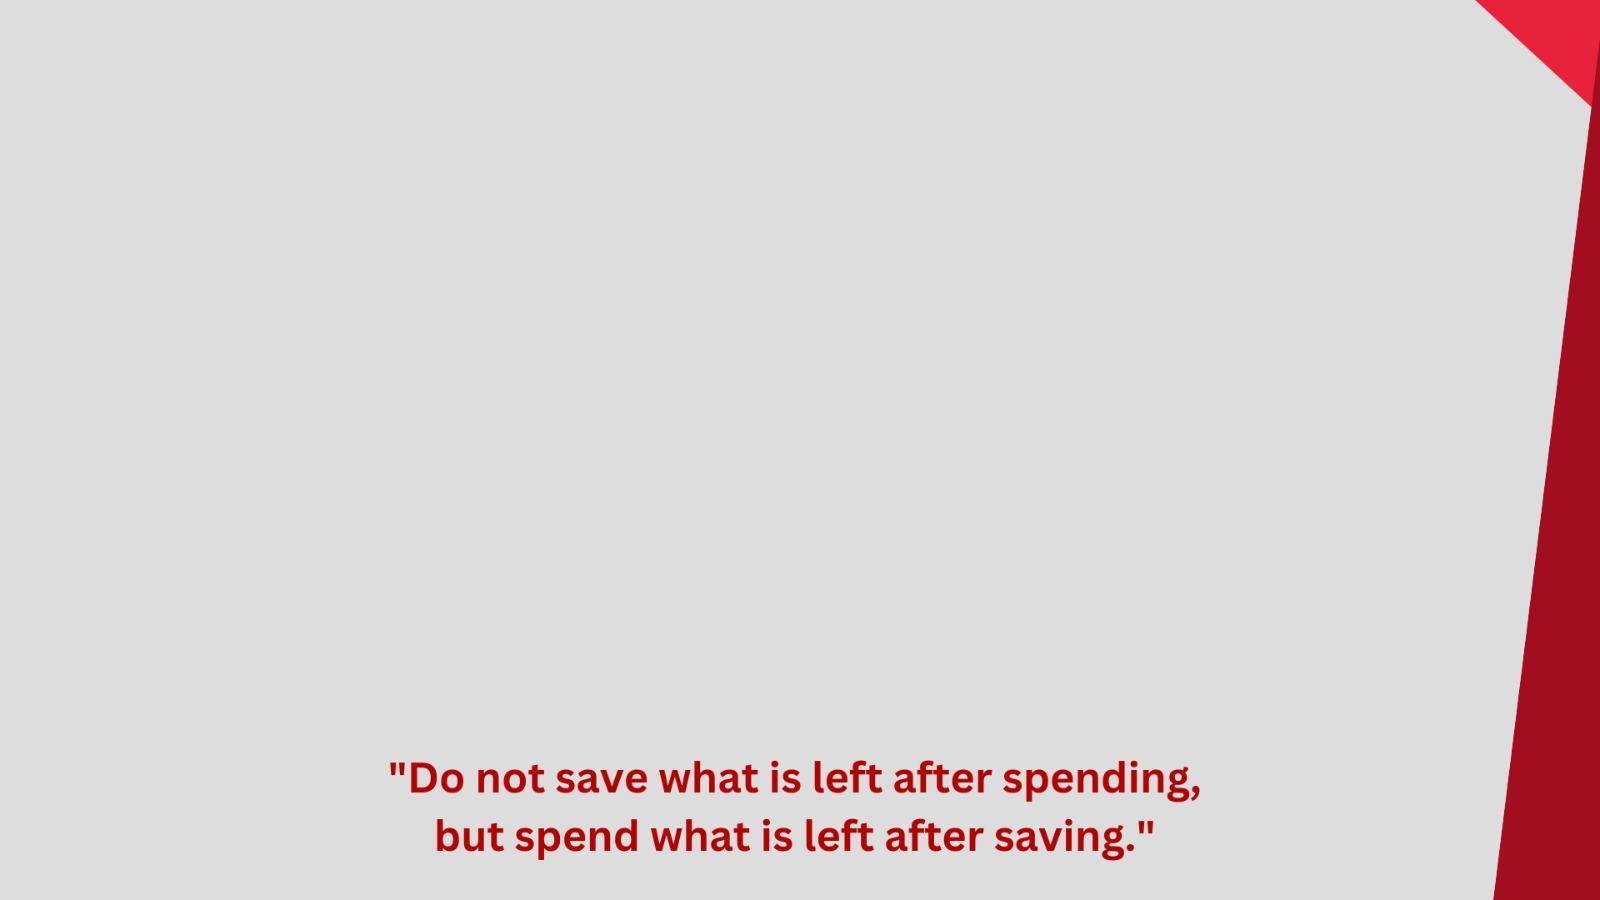 "Do not save what is left after spending,
but spend what is left after saving."